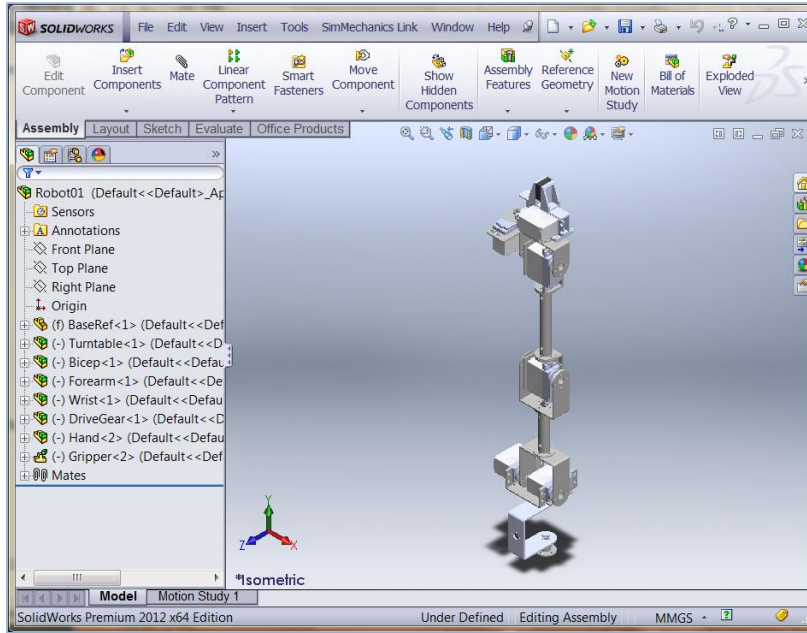 SW SOLIDWORKS File Edit View Insert Tools SimMechanics Link Window Help
Edit Component
Insert Components
Mate
Linear Component Pattern
Smart Fasteners
Move Component
Show Hidden Components
Assembly Features
Reference Geometry
New Motion Study
Bill of Materials
Exploded View
Assembly Layout Sketch Evaluate Office Products
Robot01 (Default<<Default>_Ap
Sensors
A Annotations
Front Plane
Top Plane
Right Plane
Origin
(f) BaseRef<1> (Default<<Def
(-) Turntable<1> (Default<<D
(-) Bicep<1> (Default<<Defau
(-) Forearm<1> (Default<<De
(-) Wrist<1> (Default<<Defau
(-) DriveGear<1> (Default<<D
(-) Hand<2> (Default<<Defau
(-) Gripper<2> (Default<<Def
Mates
Y
Z X
*Isometric
Model Motion Study 1
SolidWorks Premium 2012 x64 Edition Under Defined Editing Assembly MMGS